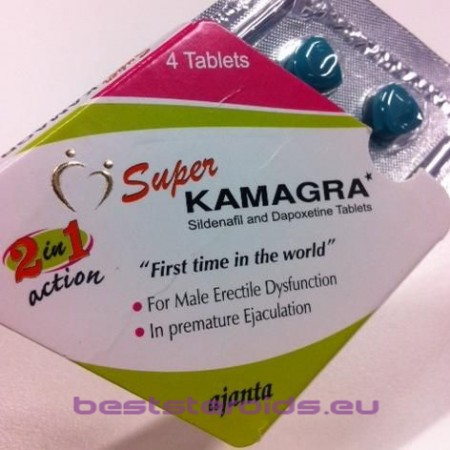 4 Tablets
Super
Super
KAMAGRA*
Sildenafil and Dapoxetine Tablets
2 in 1
action
"First time in the world"
• For Male Erectile Dysfunction
• In premature Ejaculation
ajanta
beststeroids.eu